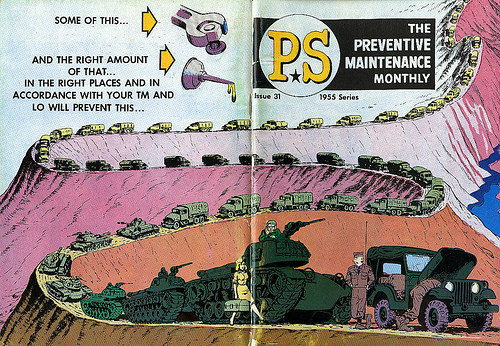 SOME OF THIS...
AND THE RIGHT AMOUNT
OF THAT...
IN THE RIGHT PLACES AND IN
ACCORDANCE WITH YOUR TM AND
LO WILL PREVENT THIS...
P.S
THE
PREVENTIVE
MAINTENANCE
MONTHLY
Issue 31
1955 Series